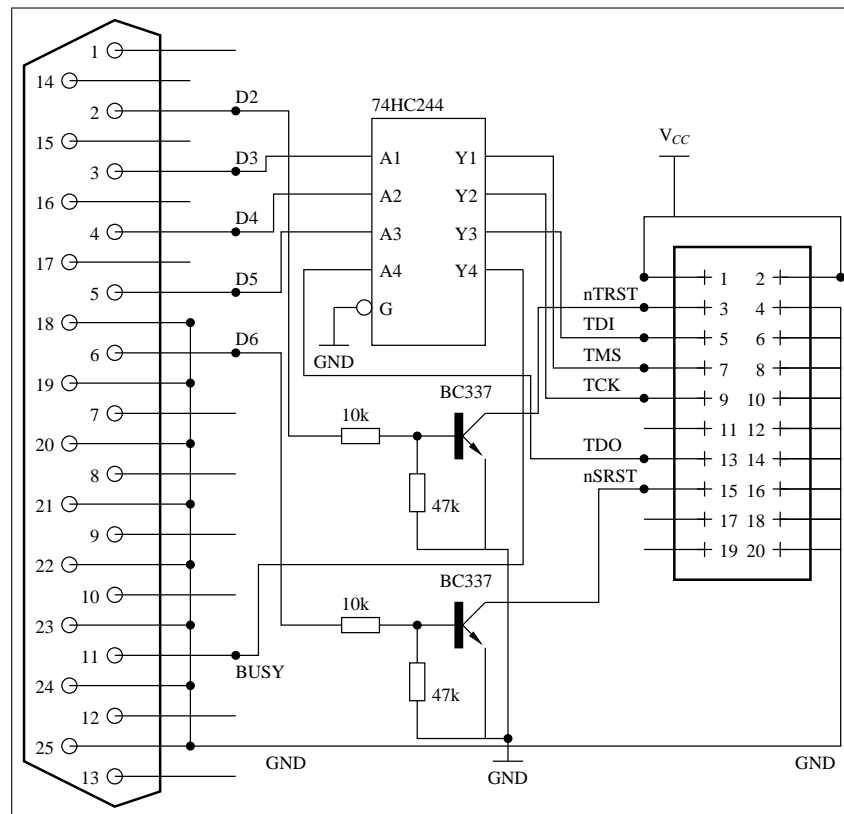 1
14
2 D2 74HC244
15 V_CC
3 D3 A1 Y1
16 A2 Y2
4 D4
17 A3 Y3
5 D5 A4 Y4 1 2
18 G nTRST 3 4
6 D6 GND TDI 5 6
19 TMS 7 8
7 10k BC337 TCK 9 10
20 11 12
8 TDO 13 14
21 47k nSRST 15 16
9 17 18
22 19 20
10 10k BC337
23
11 BUSY
24 47k
12
25 GND GND GND
13